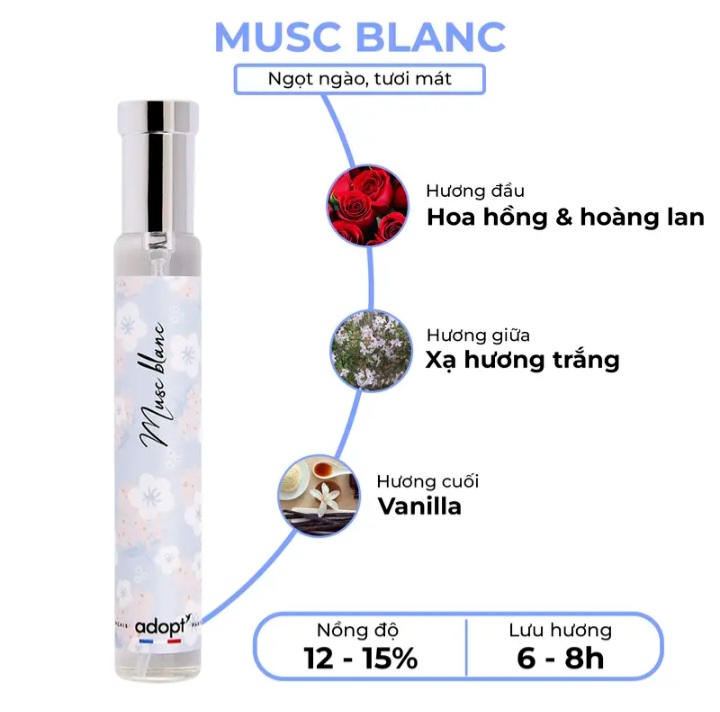 MUSC BLANC
Ngọt ngào, tươi mát
Hương đầu
Hoa hồng & hoàng lan
Hương giữa
Xạ hương trắng
Hương cuối
Vanilla
Musc blanc
adopt'
Nồng độ
12 - 15%
Lưu hương
6 - 8h